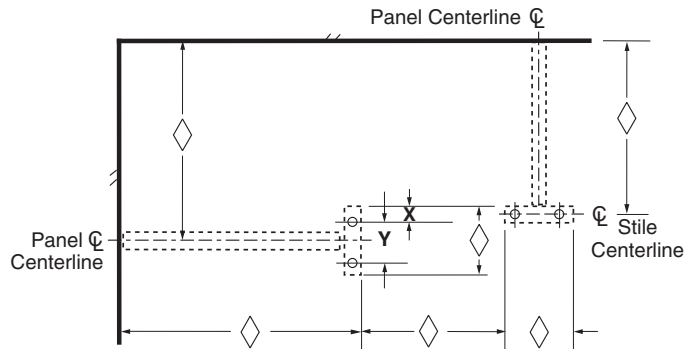 Panel Centerline ℄
X
Y
Panel ℄
Centerline
℄ Stile
Centerline